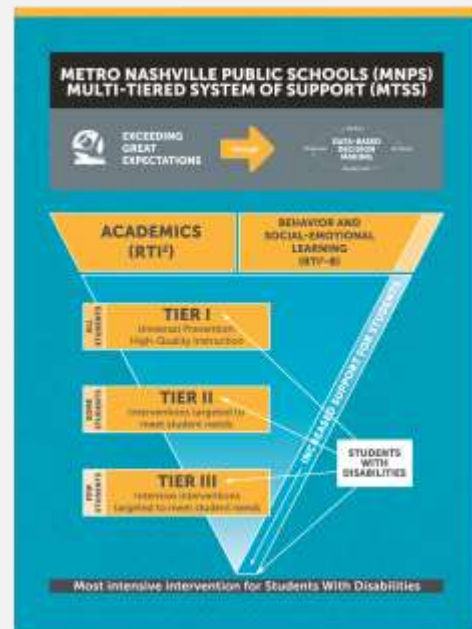 METRO NASHVILLE PUBLIC SCHOOLS (MNPS)
MULTI-TIERED SYSTEM OF SUPPORT (MTSS)
EXCEEDING
GREAT
EXPECTATIONS
DATA-BASED
DECISION
MAKING
ACADEMICS
(RTI²)
BEHAVIOR AND
SOCIAL-EMOTIONAL
LEARNING
(RTI²-B)
ALL
STUDENTS
TIER I
Universal Prevention
High-Quality Instruction
SOME
STUDENTS
TIER II
Interventions targeted to
meet student needs
FEW
STUDENTS
TIER III
Intensive interventions
targeted to meet student needs
INCREASED SUPPORT FOR STUDENTS
STUDENTS
WITH
DISABILITIES
Most intensive intervention for Students With Disabilities